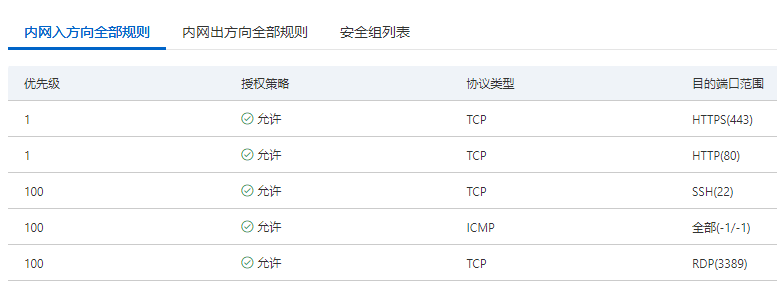 内网入方向全部规则 内网出方向全部规则 安全组列表
优先级 授权策略 协议类型 目的端口范围
1 允许 TCP HTTPS(443)
1 允许 TCP HTTP(80)
100 允许 TCP SSH(22)
100 允许 ICMP 全部(-1/-1)
100 允许 TCP RDP(3389)